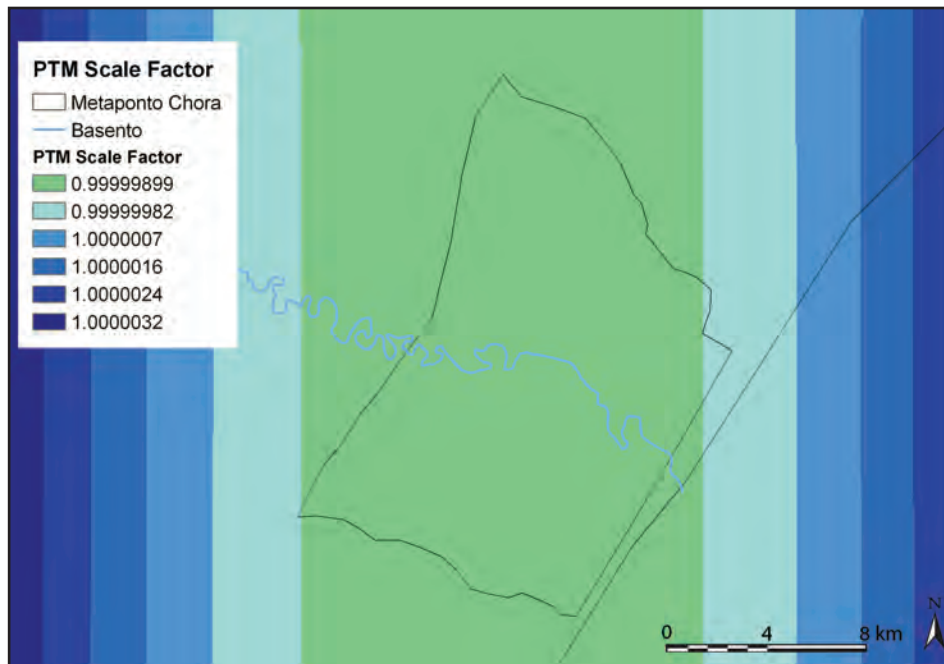 PTM Scale Factor
Metaponto Chora
Basento
PTM Scale Factor
0.99999899
0.99999982
1.0000007
1.0000016
1.0000024
1.0000032
0 4 8 km
N